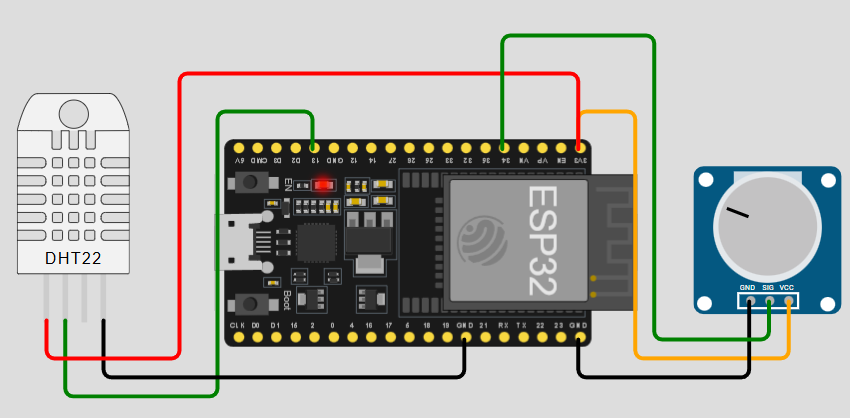 5V CMD D3 D2 13 GND 12 14 27 26 25 33 32 35 34 VN VP EN 3V3
EN
ESP32
DHT22
Boot
GND SIG VCC
CLK D0 D1 15 2 0 4 16 17 5 18 19 GND 21 RX TX 22 23 GND